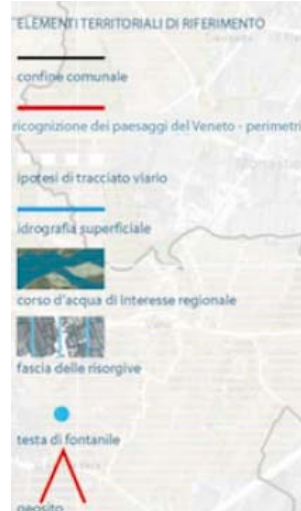 ELEMENTI TERRITORIALI DI RIFERIMENTO
confine comunale
ricognizione dei paesaggi del Veneto - perimetri
ipotesi di tracciato viario
idrografia superficiale
corso d'acqua di interesse regionale
fascia delle risorgive
testa di fontanile
geosito